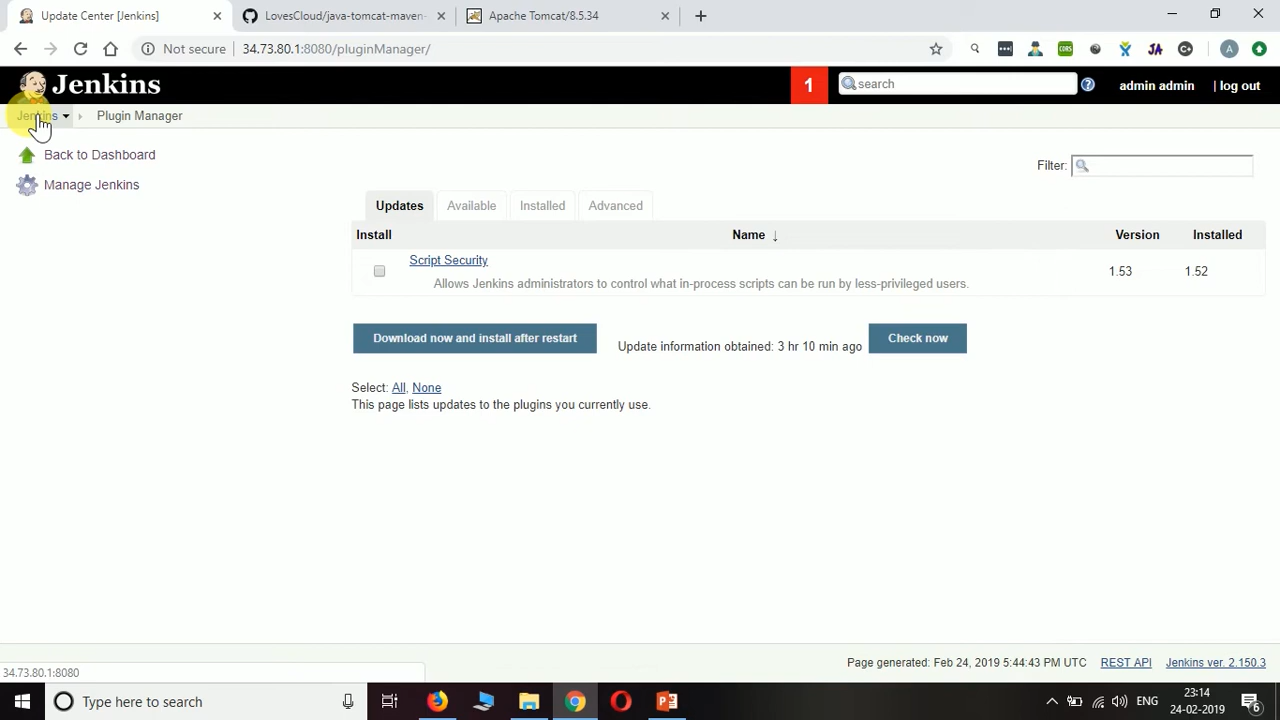 Update Center [Jenkins]
LovesCloud/java-tomcat-maven-
Apache Tomcat/8.5.34
Not secure
34.73.80.1:8080/pluginManager/
CORS
JA
A
Jenkins
1
search
admin admin
| log out
Jenkins
Plugin Manager
Back to Dashboard
Manage Jenkins
Filter:
Updates
Available
Installed
Advanced
Install
Name ↓
Version
Installed
Script Security
Allows Jenkins administrators to control what in-process scripts can be run by less-privileged users.
1.53
1.52
Download now and install after restart
Update information obtained: 3 hr 10 min ago
Check now
Select: All, None
This page lists updates to the plugins you currently use.
Page generated: Feb 24, 2019 5:44:43 PM UTC
REST API
Jenkins ver. 2.150.3
34.73.80.1:8080
Type here to search
ENG
23:14
24-02-2019
6